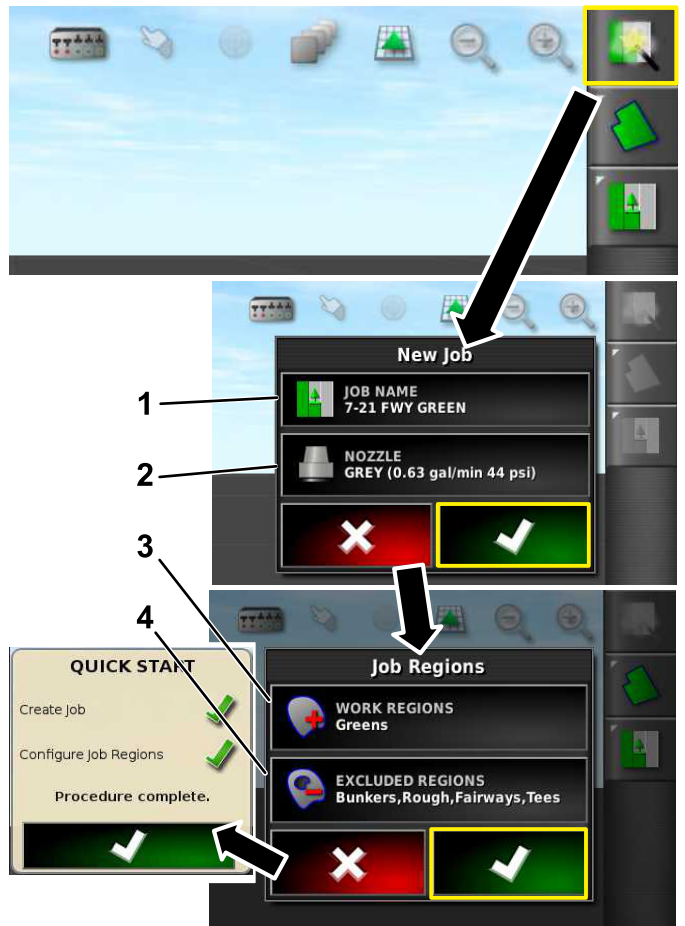 New Job
1
JOB NAME
7-21 FWY GREEN
2
NOZZLE
GREY (0.63 gal/min 44 psi)
3
4
Job Regions
WORK REGIONS
Greens
EXCLUDED REGIONS
Bunkers,Rough,Fairways,Tees
QUICK START
Create Job
Configure Job Regions
Procedure complete.